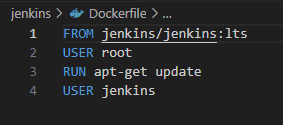 jenkins > Dockerfile > ...
1 FROM jenkins/jenkins:lts
2 USER root
3 RUN apt-get update
4 USER jenkins